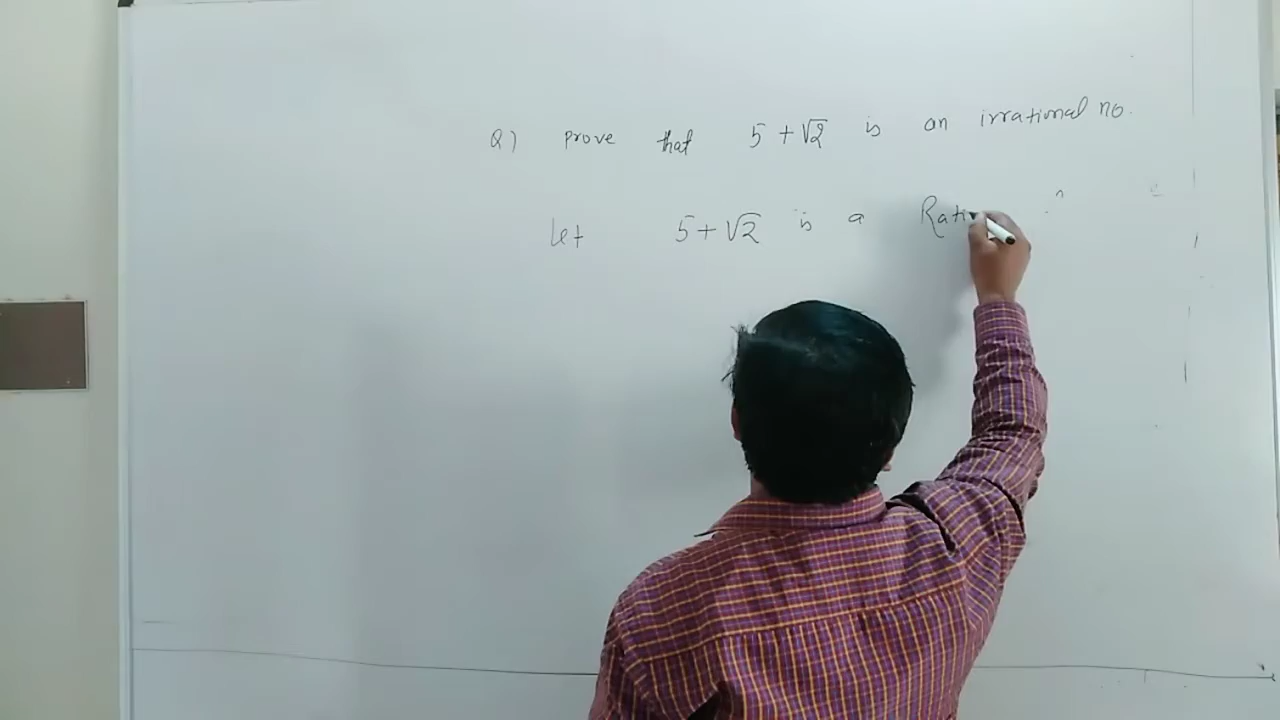 Q) prove that 5 + √2 is an irrational no.
Let 5 + √2 is a Rati